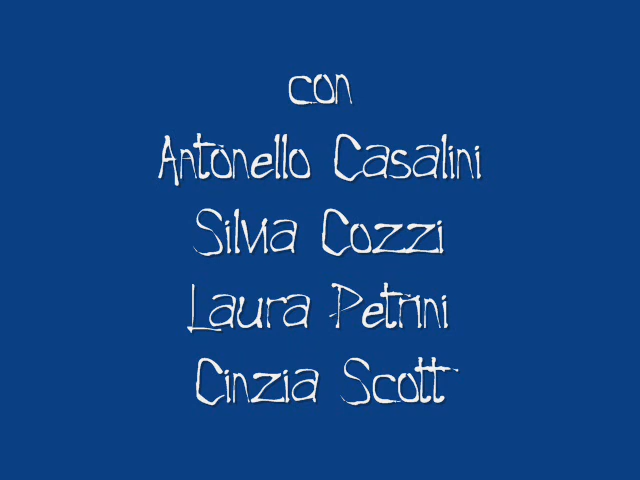 con
Antonello Casalini
Silvia Cozzi
Laura Petrini
Cinzia Scott